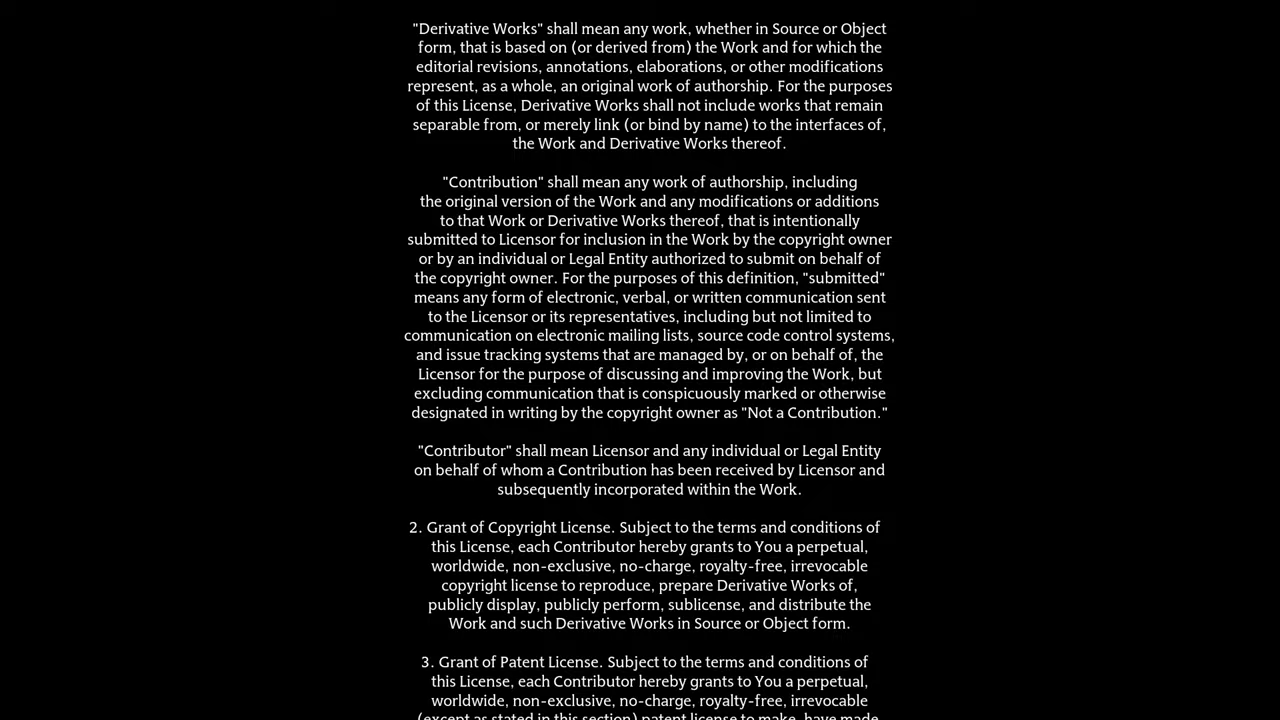 "Derivative Works" shall mean any work, whether in Source or Object
form, that is based on (or derived from) the Work and for which the
editorial revisions, annotations, elaborations, or other modifications
represent, as a whole, an original work of authorship. For the purposes
of this License, Derivative Works shall not include works that remain
separable from, or merely link (or bind by name) to the interfaces of,
the Work and Derivative Works thereof.
"Contribution" shall mean any work of authorship, including
the original version of the Work and any modifications or additions
to that Work or Derivative Works thereof, that is intentionally
submitted to Licensor for inclusion in the Work by the copyright owner
or by an individual or Legal Entity authorized to submit on behalf of
the copyright owner. For the purposes of this definition, "submitted"
means any form of electronic, verbal, or written communication sent
to the Licensor or its representatives, including but not limited to
communication on electronic mailing lists, source code control systems,
and issue tracking systems that are managed by, or on behalf of, the
Licensor for the purpose of discussing and improving the Work, but
excluding communication that is conspicuously marked or otherwise
designated in writing by the copyright owner as "Not a Contribution."
"Contributor" shall mean Licensor and any individual or Legal Entity
on behalf of whom a Contribution has been received by Licensor and
subsequently incorporated within the Work.
2. Grant of Copyright License. Subject to the terms and conditions of
this License, each Contributor hereby grants to You a perpetual,
worldwide, non-exclusive, no-charge, royalty-free, irrevocable
copyright license to reproduce, prepare Derivative Works of,
publicly display, publicly perform, sublicense, and distribute the
Work and such Derivative Works in Source or Object form.
3. Grant of Patent License. Subject to the terms and conditions of
this License, each Contributor hereby grants to You a perpetual,
worldwide, non-exclusive, no-charge, royalty-free, irrevocable
(except as stated in this section) patent license to make, have made